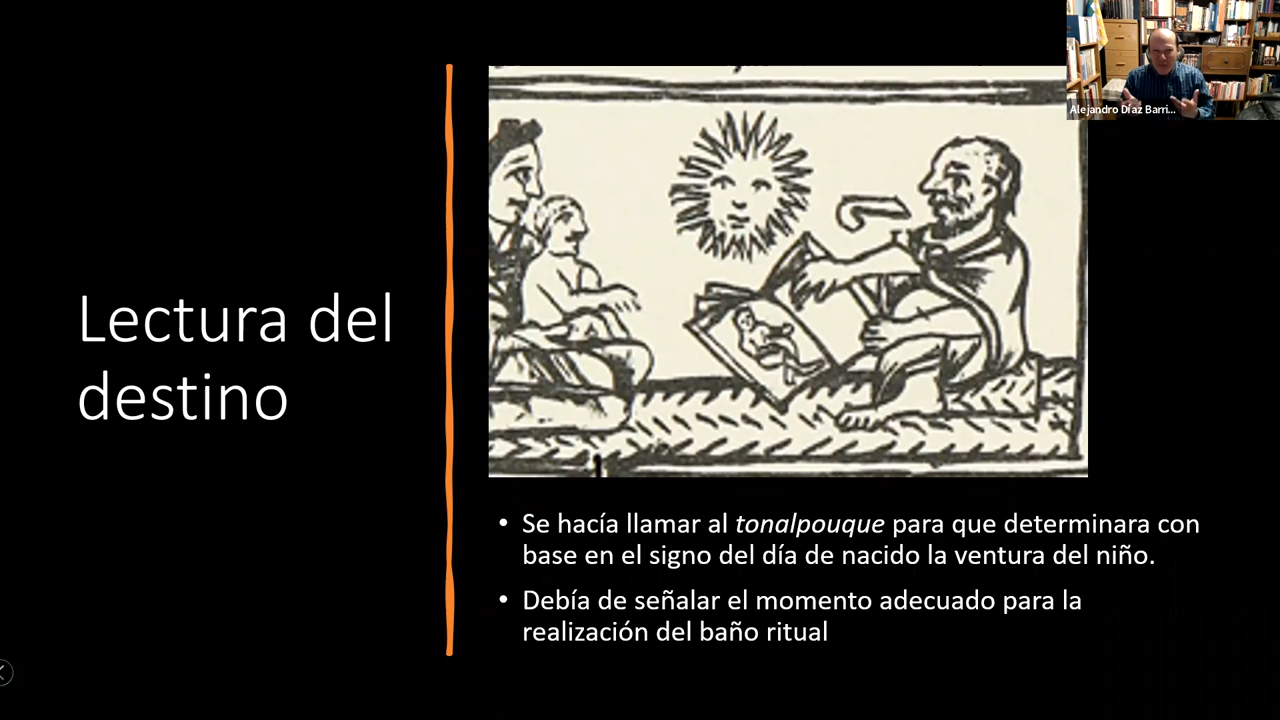 Alejandro Díaz Barri...
Lectura del
destino
• Se hacía llamar al tonalpouque para que determinara con
base en el signo del día de nacido la ventura del niño.
• Debía de señalar el momento adecuado para la
realización del baño ritual